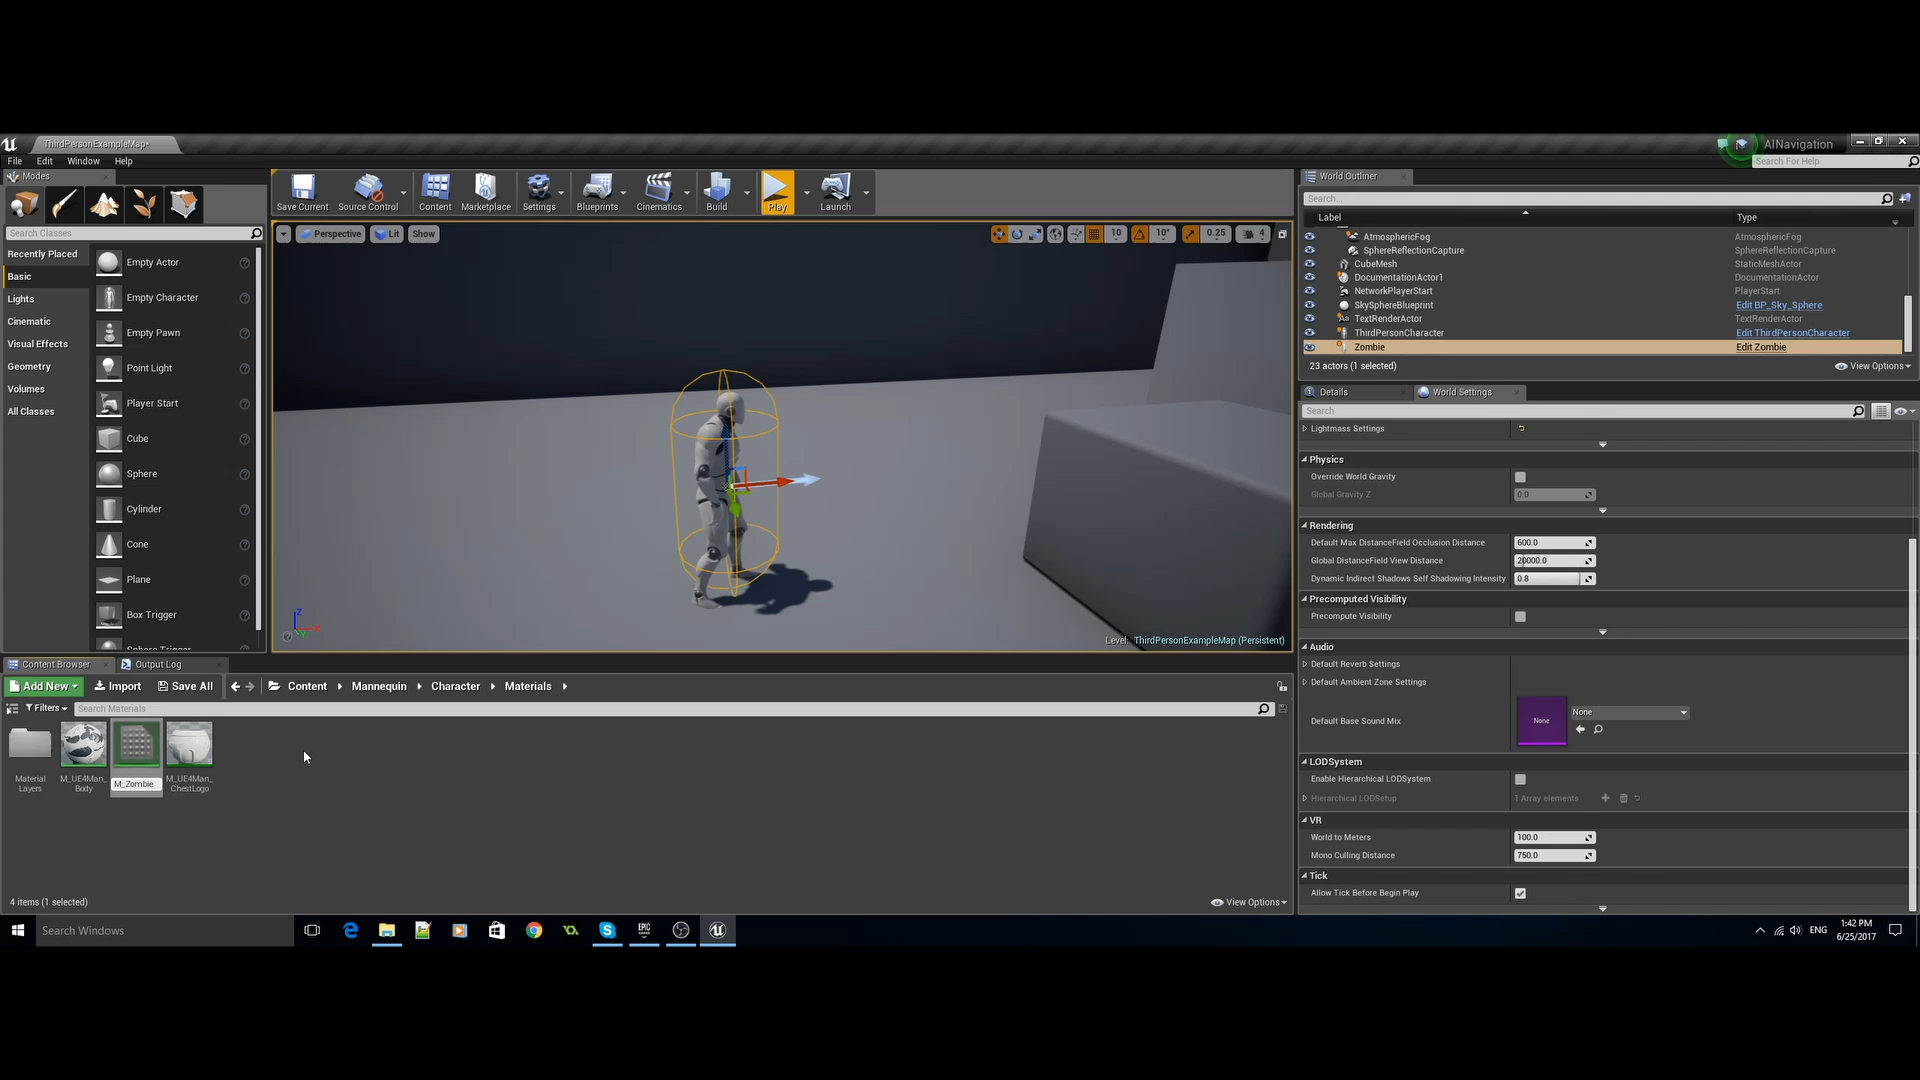 ThirdPersonExampleMap*
AINavigation
File Edit Window Help
Search For Help
Modes
Search Classes
Recently Placed
Basic
Lights
Cinematic
Visual Effects
Geometry
Volumes
All Classes
Empty Actor
Empty Character
Empty Pawn
Point Light
Player Start
Cube
Sphere
Cylinder
Cone
Plane
Box Trigger
Sphere Trigger
Save Current
Source Control
Content
Marketplace
Settings
Blueprints
Cinematics
Build
Play
Launch
Perspective Lit Show
10 10° 0.25 4
Level: ThirdPersonExampleMap (Persistent)
World Outliner
Search...
Label Type
AtmosphericFog AtmosphericFog
SphereReflectionCapture SphereReflectionCapture
CubeMesh StaticMeshActor
DocumentationActor1 DocumentationActor
NetworkPlayerStart PlayerStart
SkySphereBlueprint Edit BP_Sky_Sphere
TextRenderActor TextRenderActor
ThirdPersonCharacter Edit ThirdPersonCharacter
Zombie Edit Zombie
23 actors (1 selected) View Options
Details World Settings
Search
Lightmass Settings
Physics
Override World Gravity
Global Gravity Z 0.0
Rendering
Default Max DistanceField Occlusion Distance 600.0
Global DistanceField View Distance 20000.0
Dynamic Indirect Shadows Self Shadowing Intensity 0.8
Precomputed Visibility
Precompute Visibility
Audio
Default Reverb Settings
Default Ambient Zone Settings
Default Base Sound Mix None None
LODSystem
Enable Hierarchical LODSystem
Hierarchical LODSetup 1 Array elements
VR
World to Meters 100.0
Mono Culling Distance 750.0
Tick
Allow Tick Before Begin Play
Content Browser Output Log
Add New Import Save All Content Mannequin Character Materials
Filters Search Materials
Material
Layers
M_UE4Man_
Body
M_Zombie
M_UE4Man_
ChestLogo
4 items (1 selected) View Options
Search Windows
EPIC
ENG
1:42 PM
6/25/2017